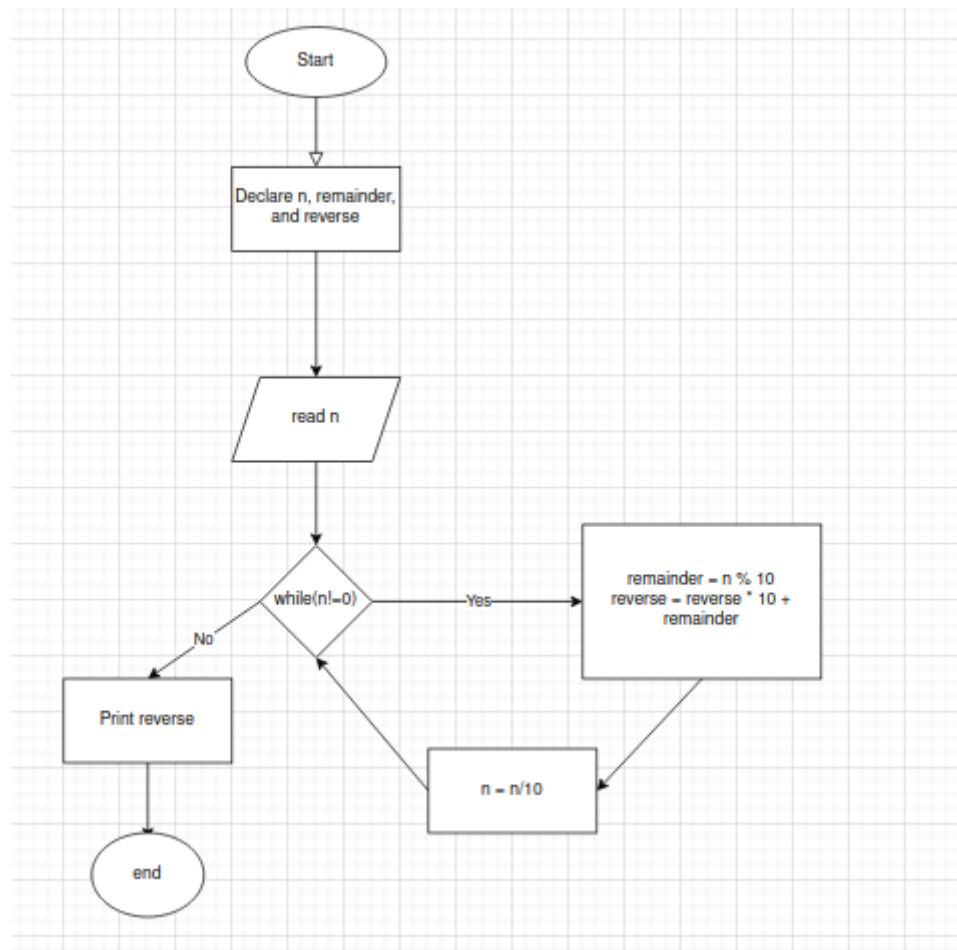 Start
Declare n, remainder,
and reverse
read n
while(n!=0)
Yes
remainder = n % 10
reverse = reverse * 10 +
remainder
No
Print reverse
n = n/10
end